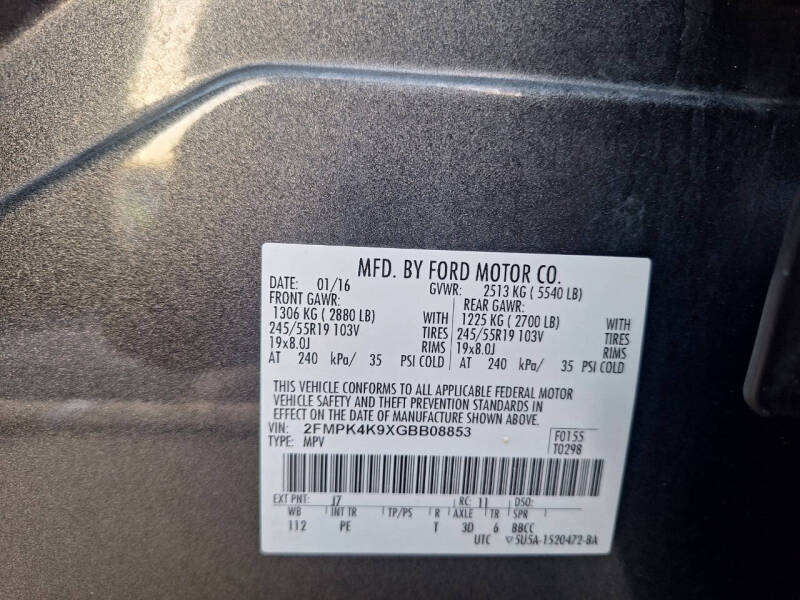 MFD. BY FORD MOTOR CO.
DATE: 01/16 GVWR: 2513 KG ( 5540 LB)
FRONT GAWR: REAR GAWR:
1306 KG ( 2880 LB) WITH 1225 KG ( 2700 LB) WITH
245/55R19 103V TIRES 245/55R19 103V TIRES
19x8.0J RIMS 19x8.0J RIMS
AT 240 kPa/ 35 PSI COLD AT 240 kPa/ 35 PSI COLD
THIS VEHICLE CONFORMS TO ALL APPLICABLE FEDERAL MOTOR
VEHICLE SAFETY AND THEFT PREVENTION STANDARDS IN
EFFECT ON THE DATE OF MANUFACTURE SHOWN ABOVE.
VIN: 2FMPK4K9XGBB08853 F0155
TYPE: MPV T0298
EXT PNT: J7 RC: 11 DSO:
WB INT TR TP/PS R AXLE TR SPR
112 PE T 3D 6 BBCC
UTC ▽5U5A-1520472-BA